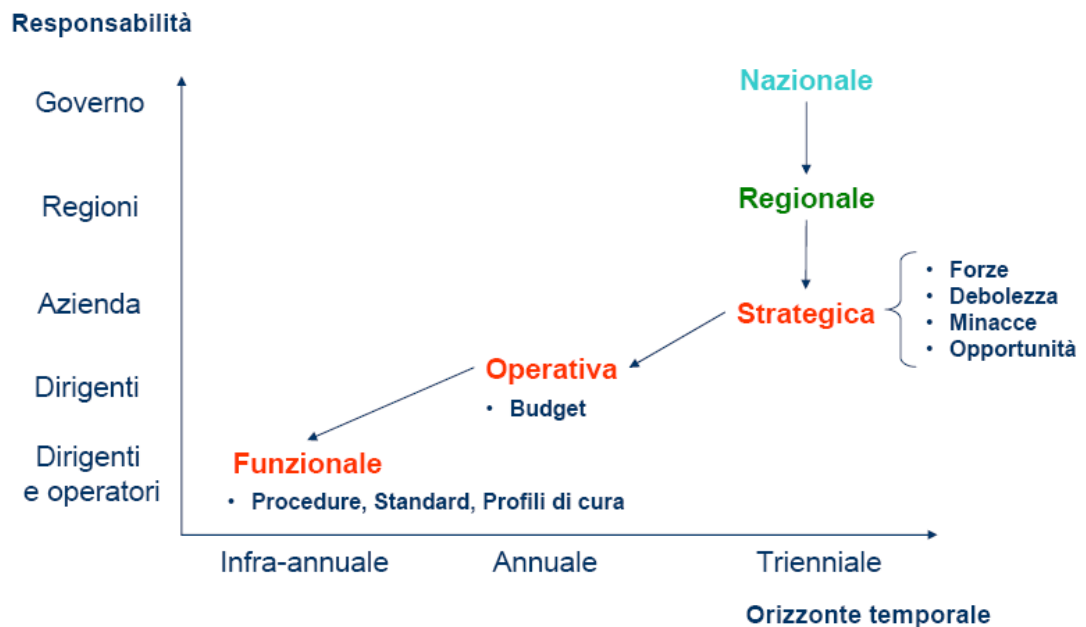 Responsabilità
Governo
Nazionale
Regioni
Regionale
Azienda
Strategica
• Forze
• Debolezza
• Minacce
• Opportunità
Dirigenti
Operativa
• Budget
Dirigenti
e operatori
Funzionale
• Procedure, Standard, Profili di cura
Infra-annuale
Annuale
Trienniale
Orizzonte temporale